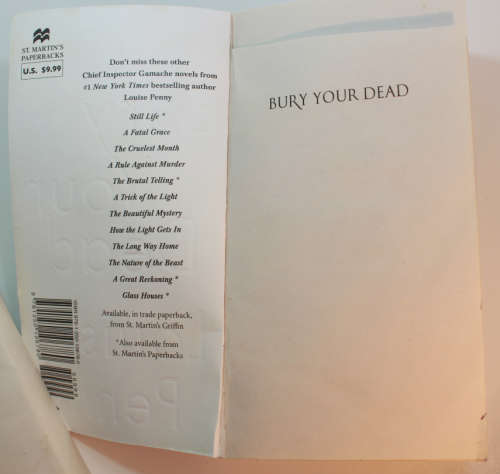 ST. MARTIN'S
PAPERBACKS
U.S. $9.99
Don't miss these other
Chief Inspector Gamache novels from
#1 New York Times bestselling author
Louise Penny
Still Life *
A Fatal Grace
The Cruelest Month
A Rule Against Murder
The Brutal Telling *
A Trick of the Light
The Beautiful Mystery
How the Light Gets In
The Long Way Home
The Nature of the Beast
A Great Reckoning *
Glass Houses *
Available, in trade paperback,
from St. Martin's Griffin
*Also available from
St. Martin's Paperbacks
BURY YOUR DEAD